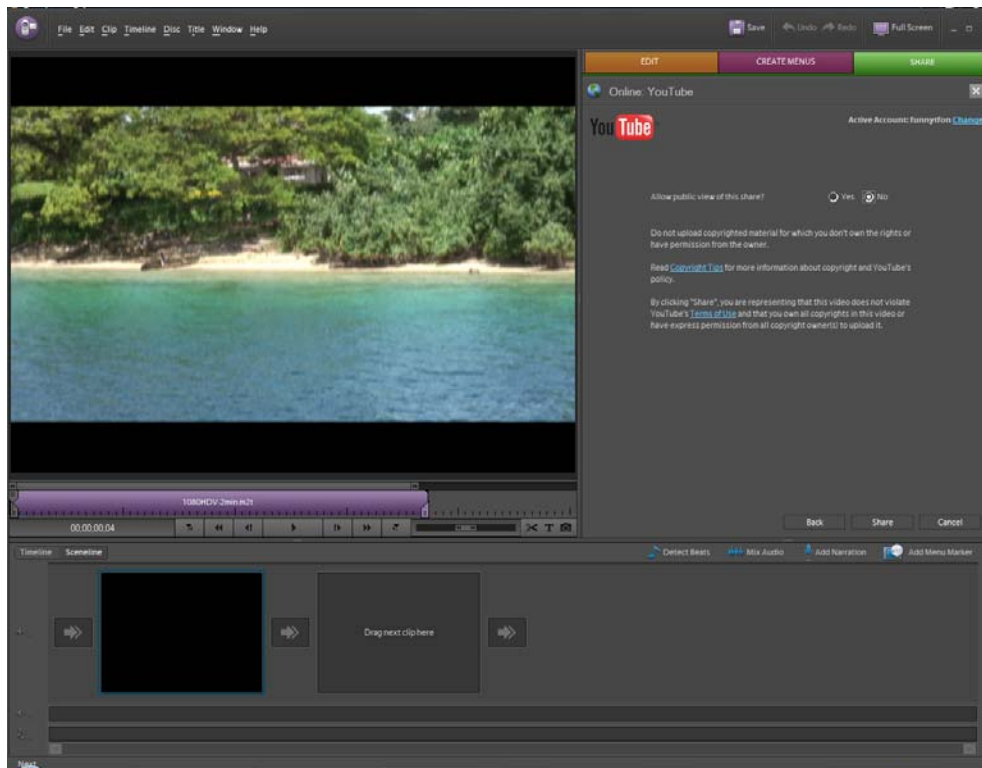 File Edit Clip Timeline Disc Title Window Help
Save Undo Redo Full Screen
EDIT CREATE MENUS SHARE
Online: YouTube
You Tube
Active Account: funnytfon Change
Allow public view of this share? Yes No
Do not upload copyrighted material for which you don't own the rights or
have permission from the owner.
Read Copyright Tips for more information about copyright and YouTube's
policy.
By clicking "Share", you are representing that this video does not violate
YouTube's Terms of Use and that you own all copyrights in this video or
have express permission from all copyright owner(s) to upload it.
1080HDV-2min.m2t
00;00;00;04
Back Share Cancel
Timeline Sceneline
Detect Beats Mix Audio Add Narration Add Menu Marker
Drag next clip here
Next